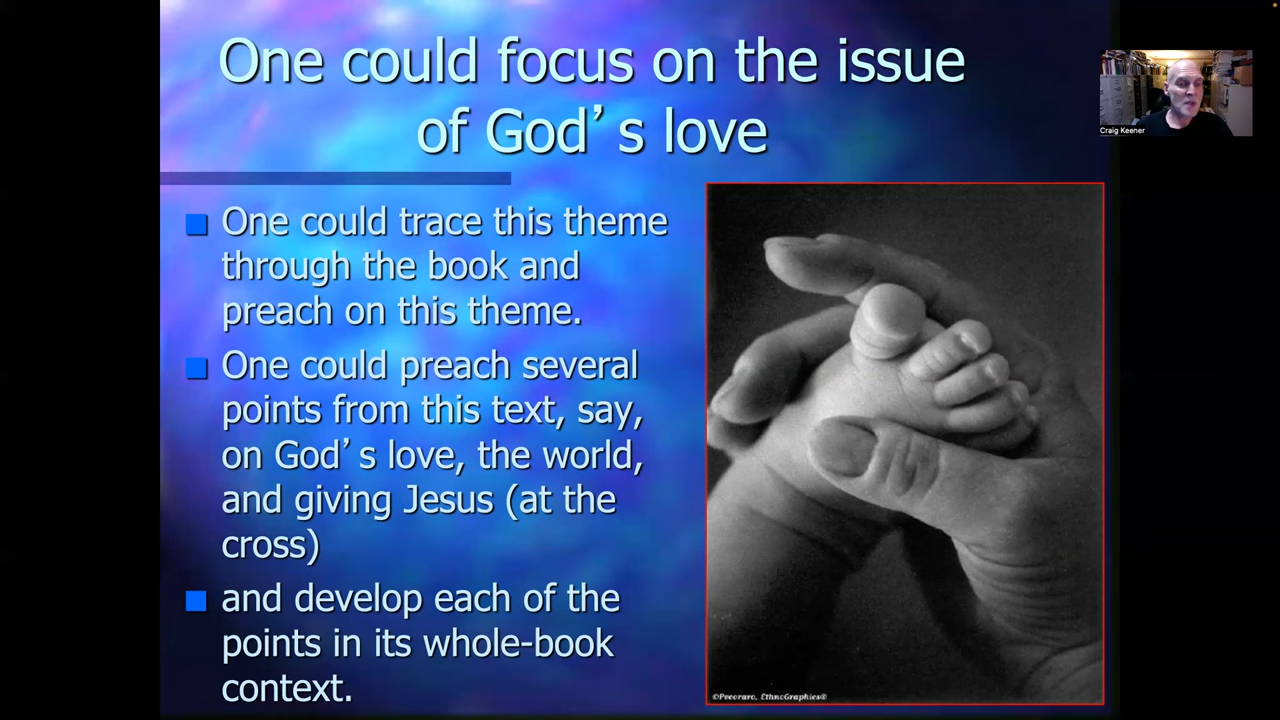 One could focus on the issue
of God’s love
Craig Keener
One could trace this theme
through the book and
preach on this theme.
One could preach several
points from this text, say,
on God’s love, the world,
and giving Jesus (at the
cross)
and develop each of the
points in its whole-book
context.
©Pecoraro, EthnoGraphics®